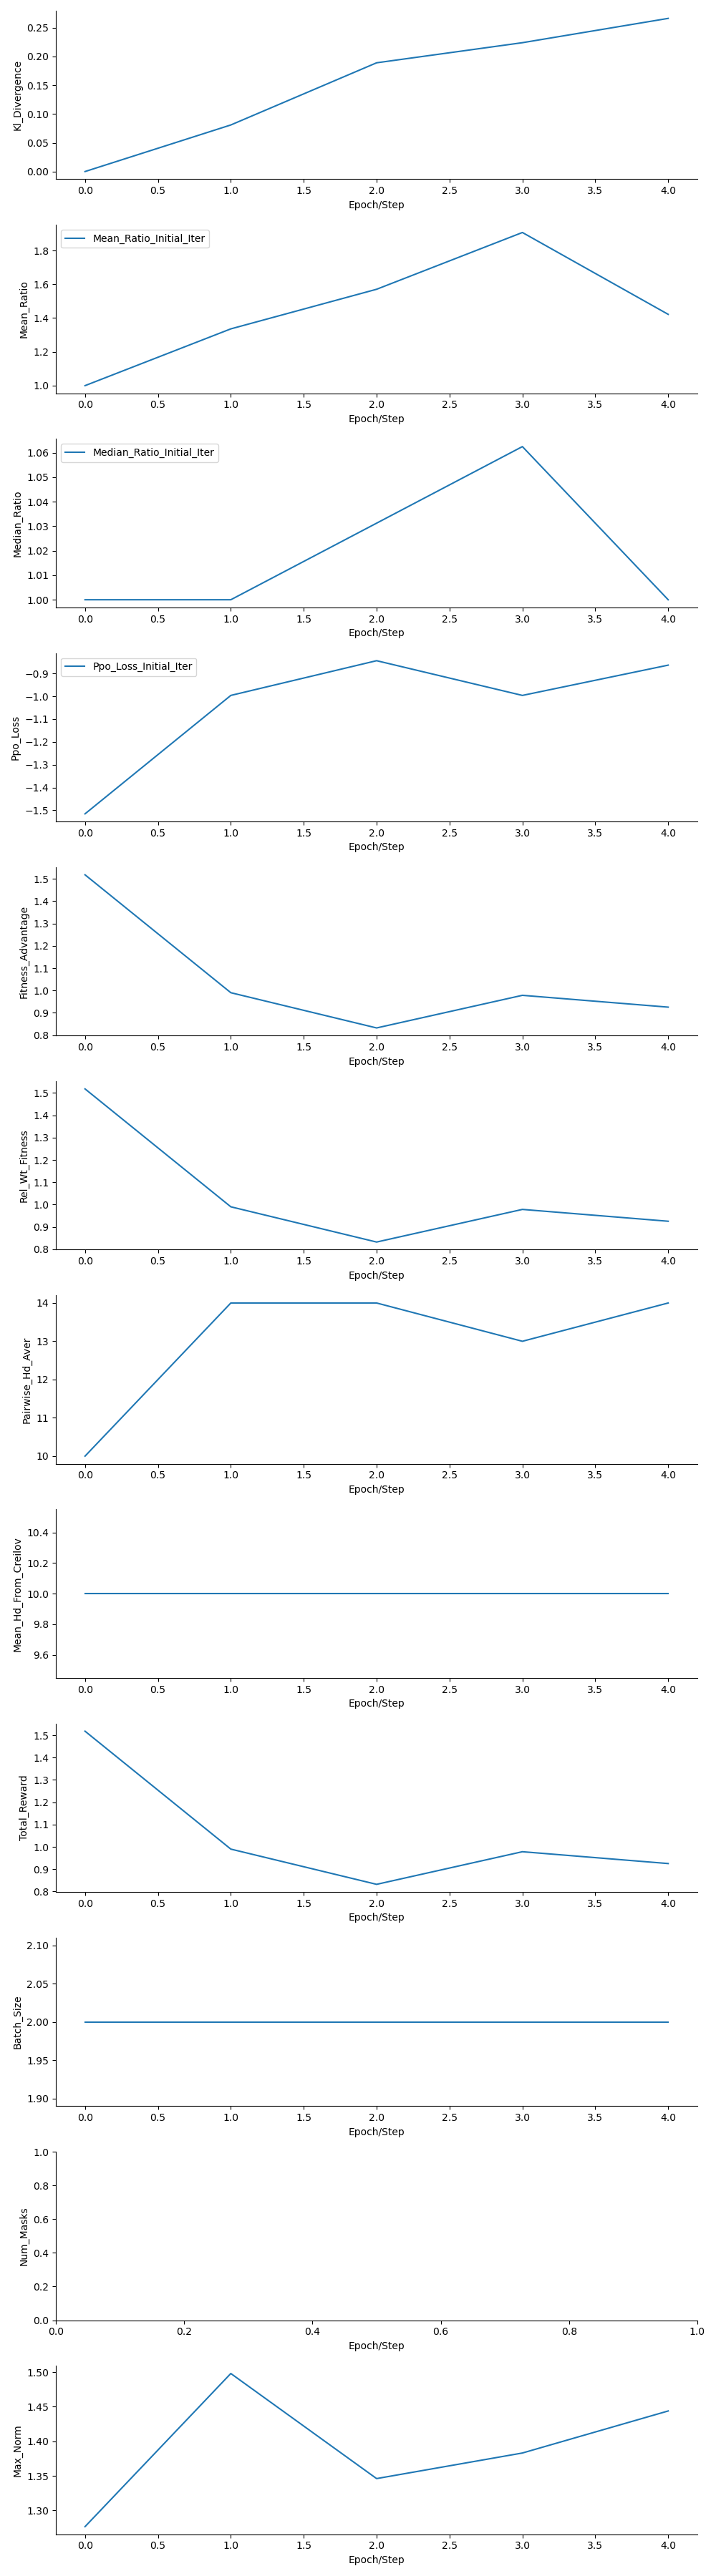 0.25
0.20
0.15
0.10
0.05
0.00
Kl_Divergence
0.0 0.5 1.0 1.5 2.0 2.5 3.0 3.5 4.0
Epoch/Step
Mean_Ratio_Initial_Iter
1.8
1.6
1.4
1.2
1.0
Mean_Ratio
0.0 0.5 1.0 1.5 2.0 2.5 3.0 3.5 4.0
Epoch/Step
Median_Ratio_Initial_Iter
1.06
1.05
1.04
1.03
1.02
1.01
1.00
Median_Ratio
0.0 0.5 1.0 1.5 2.0 2.5 3.0 3.5 4.0
Epoch/Step
Ppo_Loss_Initial_Iter
−0.9
−1.0
−1.1
−1.2
−1.3
−1.4
−1.5
Ppo_Loss
0.0 0.5 1.0 1.5 2.0 2.5 3.0 3.5 4.0
Epoch/Step
1.5
1.4
1.3
1.2
1.1
1.0
0.9
0.8
Fitness_Advantage
0.0 0.5 1.0 1.5 2.0 2.5 3.0 3.5 4.0
Epoch/Step
1.5
1.4
1.3
1.2
1.1
1.0
0.9
0.8
Rel_Wt_Fitness
0.0 0.5 1.0 1.5 2.0 2.5 3.0 3.5 4.0
Epoch/Step
14
13
12
11
10
Pairwise_Hd_Aver
0.0 0.5 1.0 1.5 2.0 2.5 3.0 3.5 4.0
Epoch/Step
10.4
10.2
10.0
9.8
9.6
Mean_Hd_From_Creilov
0.0 0.5 1.0 1.5 2.0 2.5 3.0 3.5 4.0
Epoch/Step
1.5
1.4
1.3
1.2
1.1
1.0
0.9
0.8
Total_Reward
0.0 0.5 1.0 1.5 2.0 2.5 3.0 3.5 4.0
Epoch/Step
2.10
2.05
2.00
1.95
1.90
Batch_Size
0.0 0.5 1.0 1.5 2.0 2.5 3.0 3.5 4.0
Epoch/Step
1.0
0.8
0.6
0.4
0.2
0.0
Num_Masks
0.0 0.2 0.4 0.6 0.8 1.0
Epoch/Step
1.50
1.45
1.40
1.35
1.30
Max_Norm
0.0 0.5 1.0 1.5 2.0 2.5 3.0 3.5 4.0
Epoch/Step